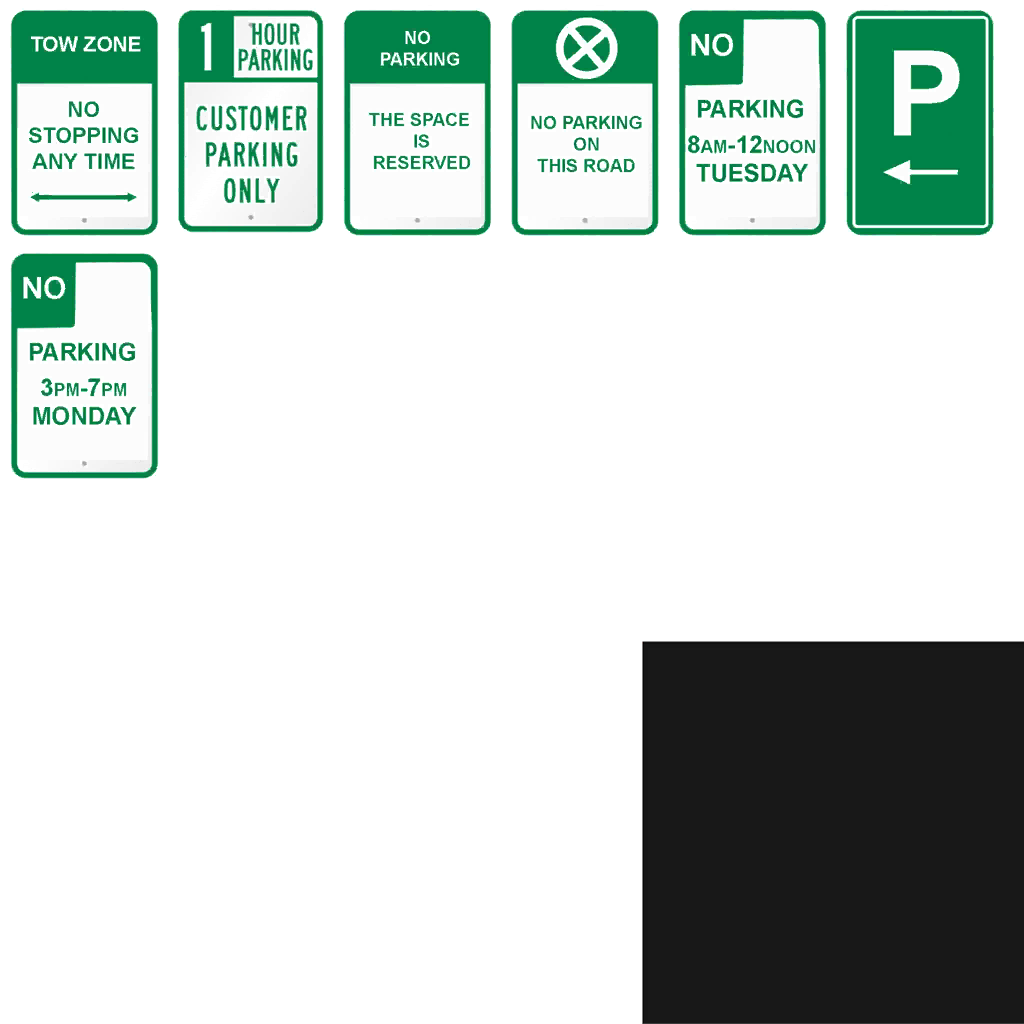 TOW ZONE
NO
STOPPING
ANY TIME
1 HOUR
PARKING
CUSTOMER
PARKING
ONLY
NO
PARKING
THE SPACE
IS
RESERVED
NO PARKING
ON
THIS ROAD
NO
PARKING
8AM-12NOON
TUESDAY
P
NO
PARKING
3PM-7PM
MONDAY